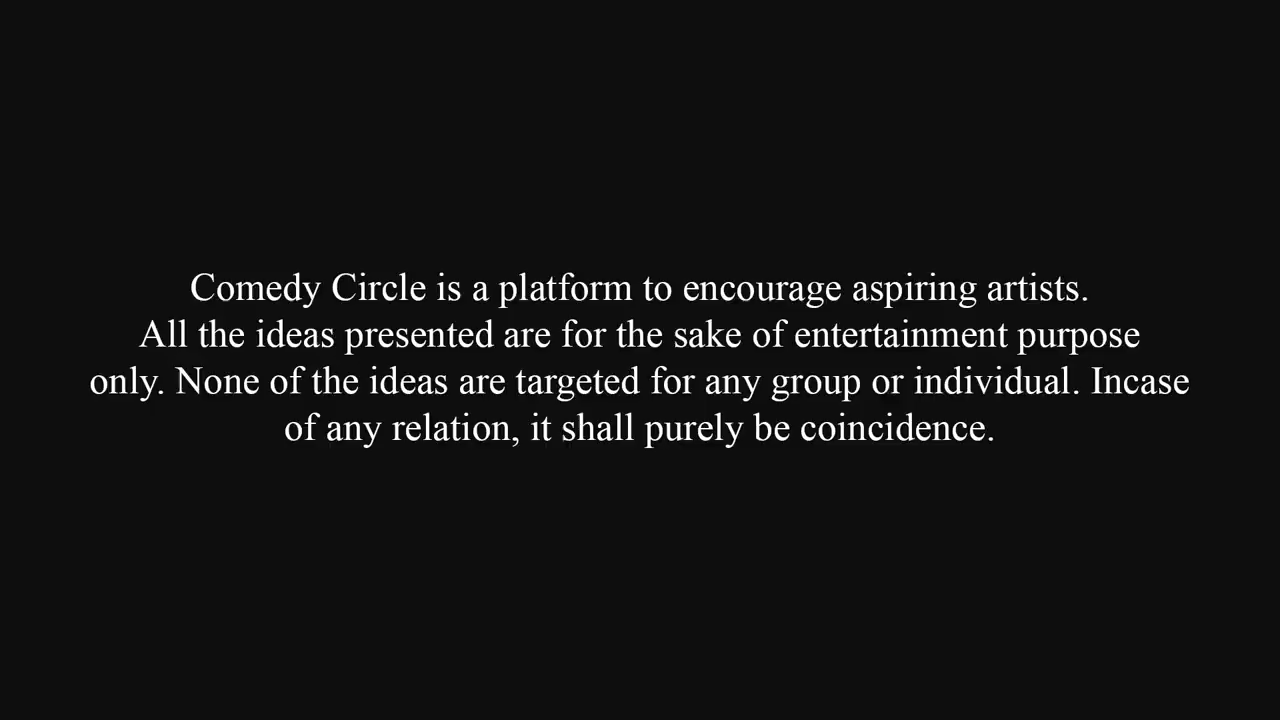 Comedy Circle is a platform to encourage aspiring artists.
All the ideas presented are for the sake of entertainment purpose
only. None of the ideas are targeted for any group or individual. Incase
of any relation, it shall purely be coincidence.